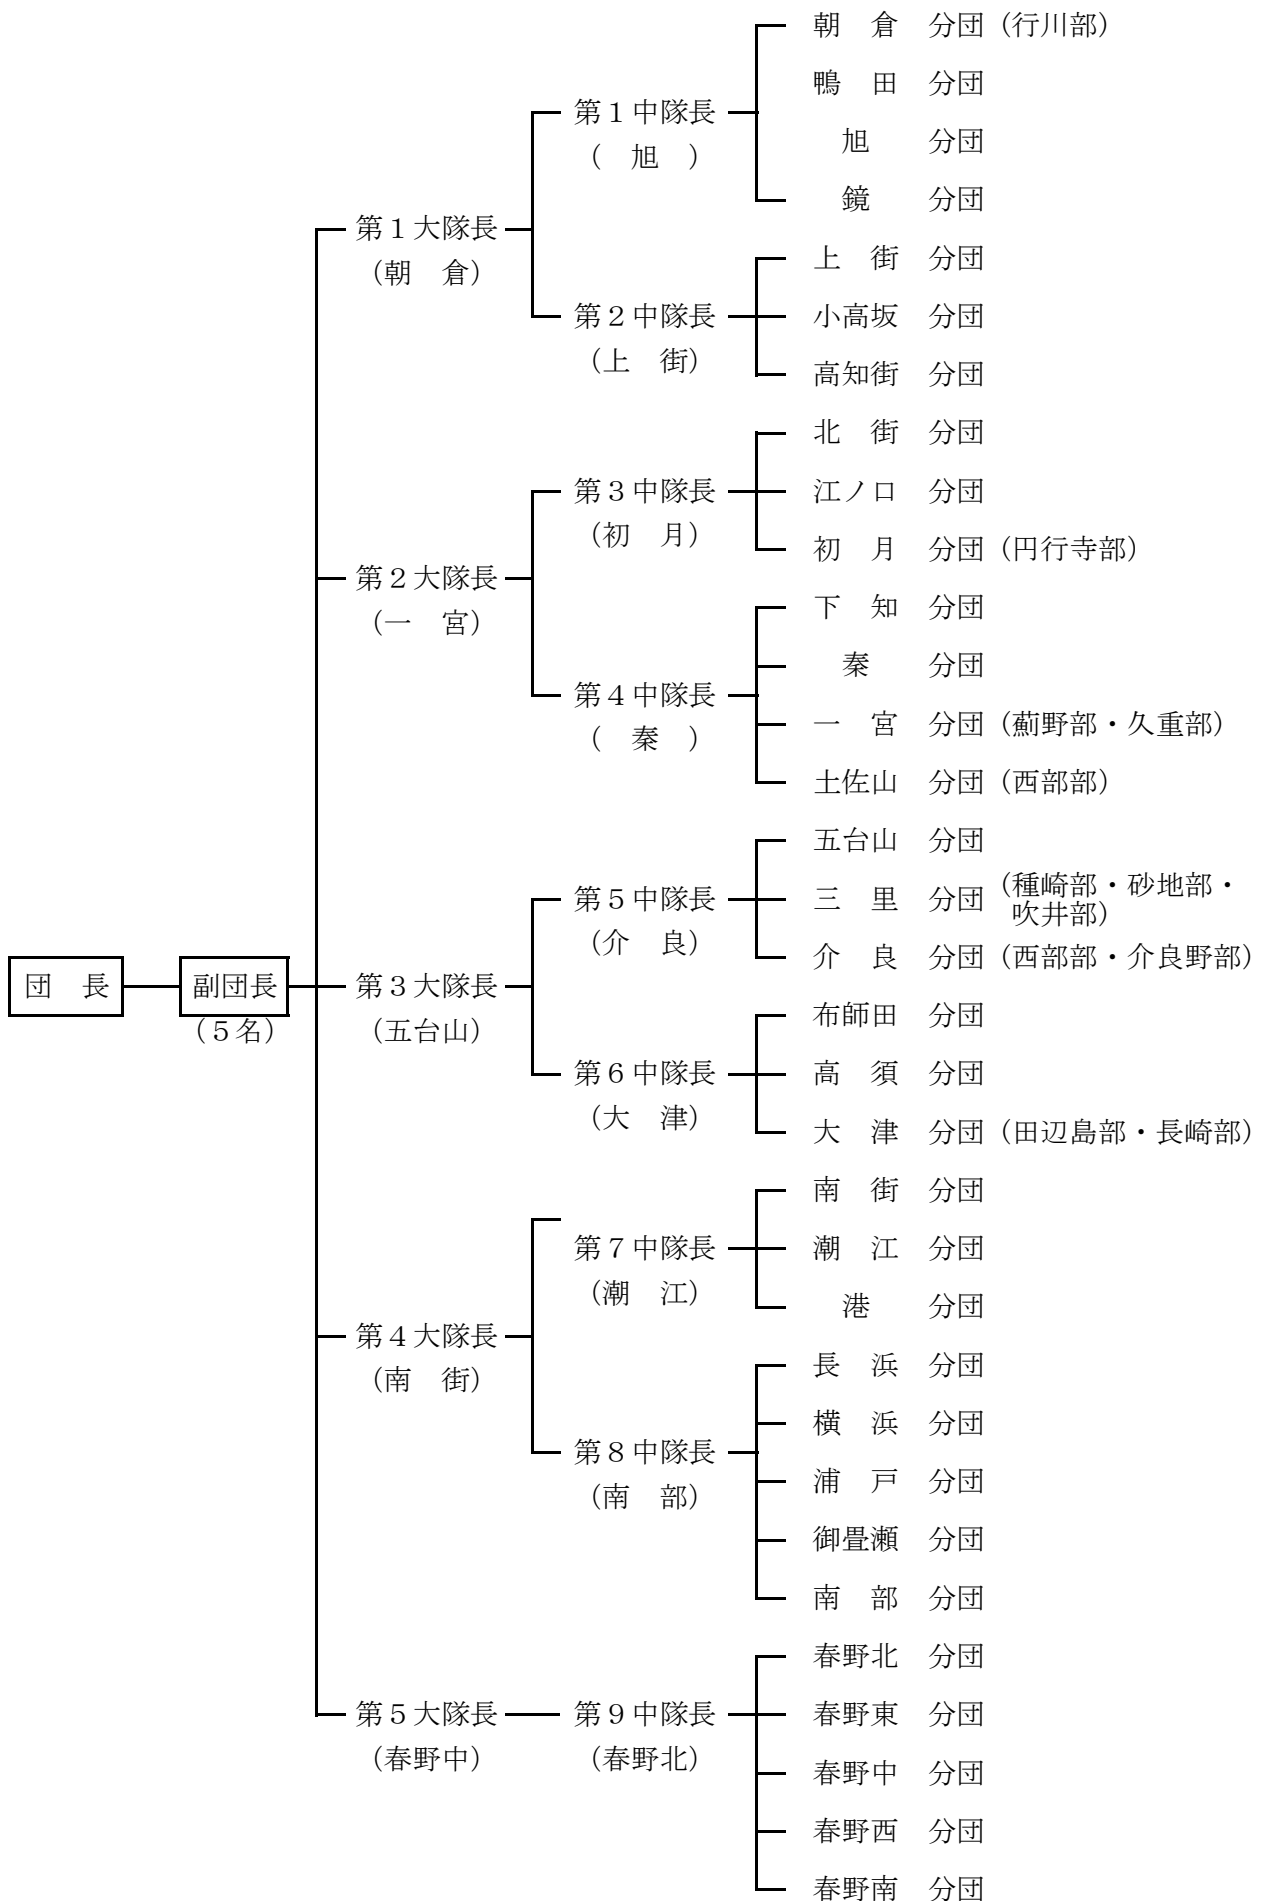 朝　倉　分団（行川部）
鴨　田　分団
第１中隊長
（　旭　）
旭　分団
鏡　分団
第１大隊長
（朝　倉）
上　街　分団
第２中隊長
小高坂　分団
（上　街）
高知街　分団
北　街　分団
第３中隊長
江ノ口　分団
（初　月）
初　月　分団（円行寺部）
第２大隊長
（一　宮）
下　知　分団
秦　分団
第４中隊長
（　秦　）
一　宮　分団（薊野部・久重部）
土佐山　分団（西部部）
五台山　分団
第５中隊長
三　里　分団（種崎部・砂地部・
吹井部）
（介　良）
介　良　分団（西部部・介良野部）
団　長
副団長
（５名）
第３大隊長
（五台山）
布師田　分団
第６中隊長
高　須　分団
（大　津）
大　津　分団（田辺島部・長崎部）
南　街　分団
第７中隊長
潮　江　分団
（潮　江）
港　分団
第４大隊長
（南　街）
長　浜　分団
横　浜　分団
第８中隊長
（南　部）
浦　戸　分団
御畳瀬　分団
南　部　分団
春野北　分団
第５大隊長
（春野中）
第９中隊長
（春野北）
春野東　分団
春野中　分団
春野西　分団
春野南　分団